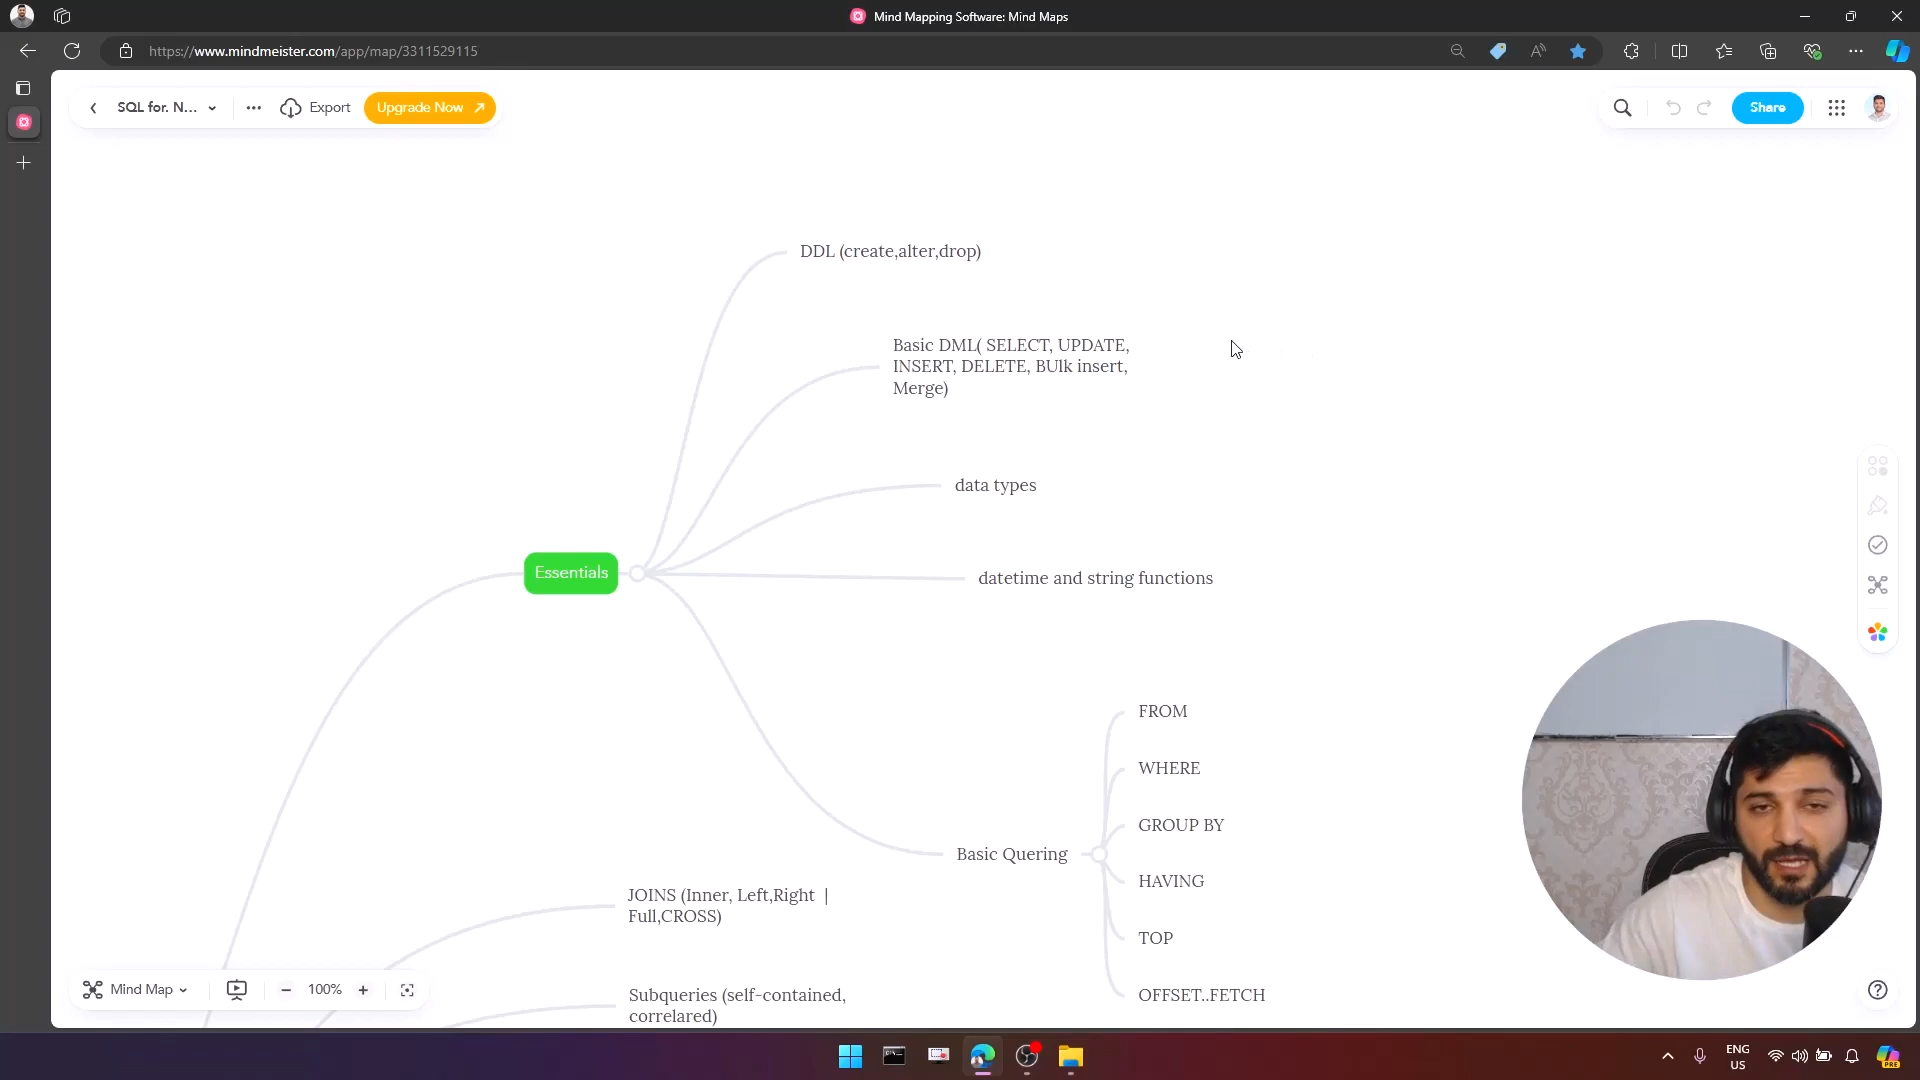 Mind Mapping Software: Mind Maps
https://www.mindmeister.com/app/map/3311529115
SQL for. N...
Export
Upgrade Now
Share
DDL (create,alter,drop)
Basic DML( SELECT, UPDATE,
INSERT, DELETE, BUlk insert,
Merge)
data types
Essentials
datetime and string functions
FROM
WHERE
GROUP BY
Basic Quering
HAVING
TOP
OFFSET..FETCH
JOINS (Inner, Left,Right |
Full,CROSS)
Subqueries (self-contained,
correlared)
Mind Map
100%
ENG
US
PRE